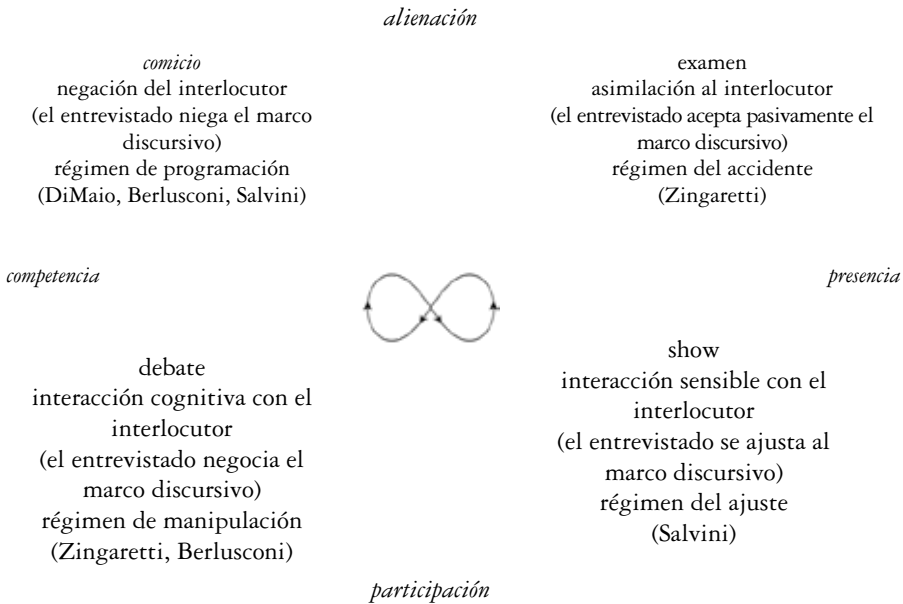 alienación
comicio
negación del interlocutor
(el entrevistado niega el marco
discursivo)
régimen de programación
(DiMaio, Berlusconi, Salvini)
examen
asimilación al interlocutor
(el entrevistado acepta pasivamente el
marco discursivo)
régimen del accidente
(Zingaretti)
competencia
presencia
debate
interacción cognitiva con el
interlocutor
(el entrevistado negocia el
marco discursivo)
régimen de manipulación
(Zingaretti, Berlusconi)
show
interacción sensible con el
interlocutor
(el entrevistado se ajusta al
marco discursivo)
régimen del ajuste
(Salvini)
participación